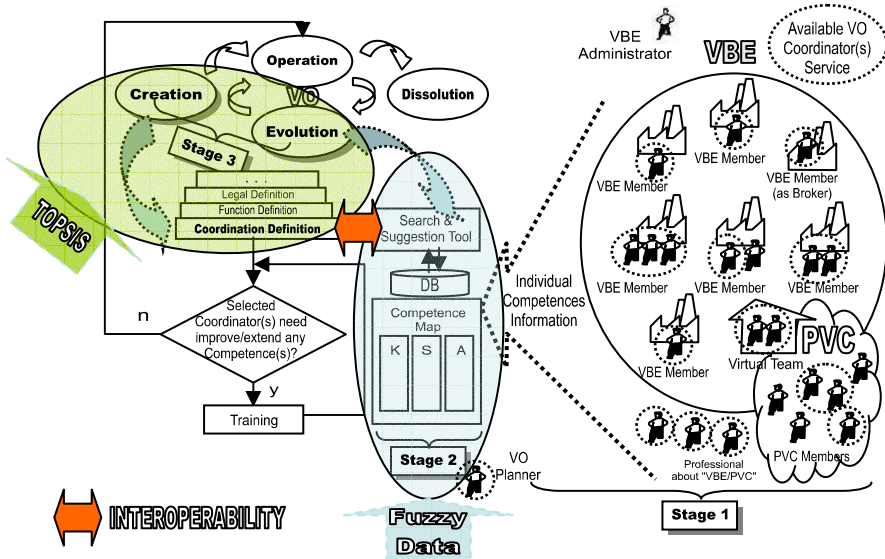 Operation
Creation
VO
Dissolution
Evolution
Stage 3
. . .
Legal Definition
Function Definition
Coordination Definition
TOPSIS
Search &
Suggestion Tool
DB
Competence
Map
K S A
Stage 2
n
Selected
Coordinator(s) need
improve/extend any
Competence(s)?
y
Training
VO
Planner
INTEROPERABILITY
Fuzzy
Data
Individual
Competences
Information
VBE
Administrator
VBE
Available VO
Coordinator(s)
Service
VBE Member
VBE Member
VBE Member
(as Broker)
VBE Member
VBE Member
VBE Member
VBE Member
Virtual Team
PVC
PVC Members
Professional
about "VBE/PVC"
Stage 1